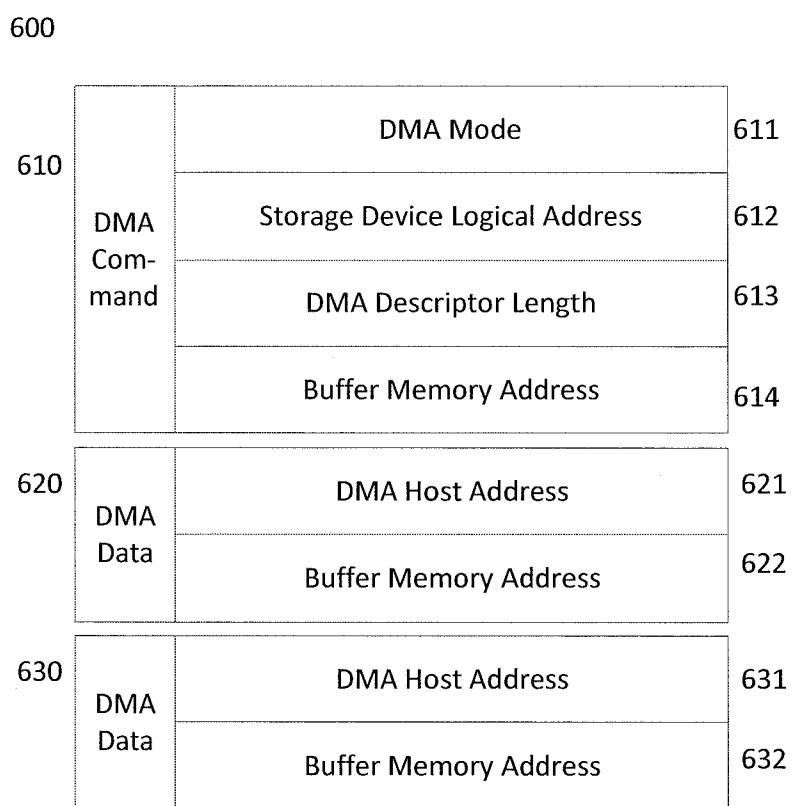 600
610
DMA
Com-
mand
DMA Mode 611
Storage Device Logical Address 612
DMA Descriptor Length 613
Buffer Memory Address 614
620
DMA
Data
DMA Host Address 621
Buffer Memory Address 622
630
DMA
Data
DMA Host Address 631
Buffer Memory Address 632